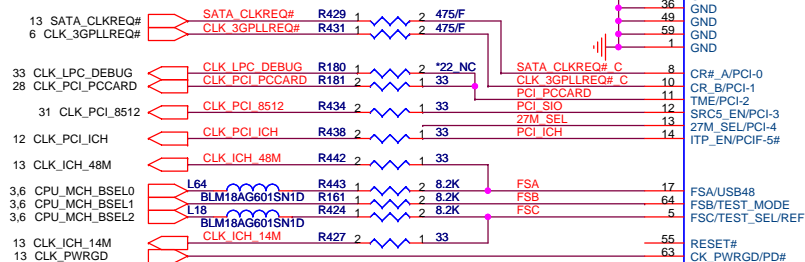 36 GND
49 GND
59 GND
1 GND
13 SATA_CLKREQ# SATA_CLKREQ# R429 1 2 475/F
6 CLK_3GPLLREQ# CLK_3GPLLREQ# R431 1 2 475/F
33 CLK_LPC_DEBUG CLK_LPC_DEBUG R180 1 2 *22_NC SATA_CLKREQ#_C 8 CR#_A/PCI-0
28 CLK_PCI_PCCARD CLK_PCI_PCCARD R181 2 1 33 CLK_3GPLLREQ#_C 10 CR_B/PCI-1
PCI_PCCARD 11 TME/PCI-2
31 CLK_PCI_8512 CLK_PCI_8512 R434 2 1 33 PCI_SIO 12 SRC5_EN/PCI-3
27M_SEL 13 27M_SEL/PCI-4
12 CLK_PCI_ICH CLK_PCI_ICH R438 2 1 33 PCI_ICH 14 ITP_EN/PCIF-5#
13 CLK_ICH_48M CLK_ICH_48M R442 2 1 33
3,6 CPU_MCH_BSEL0 L64 R443 1 2 8.2K FSA 17 FSA/USB48
3,6 CPU_MCH_BSEL1 BLM18AG601SN1D R161 1 2 8.2K FSB 64 FSB/TEST_MODE
3,6 CPU_MCH_BSEL2 L18 R424 1 2 8.2K FSC 5 FSC/TEST_SEL/REF
BLM18AG601SN1D
13 CLK_ICH_14M CLK_ICH_14M R427 2 1 33 55 RESET#
13 CLK_PWRGD 63 CK_PWRGD/PD#